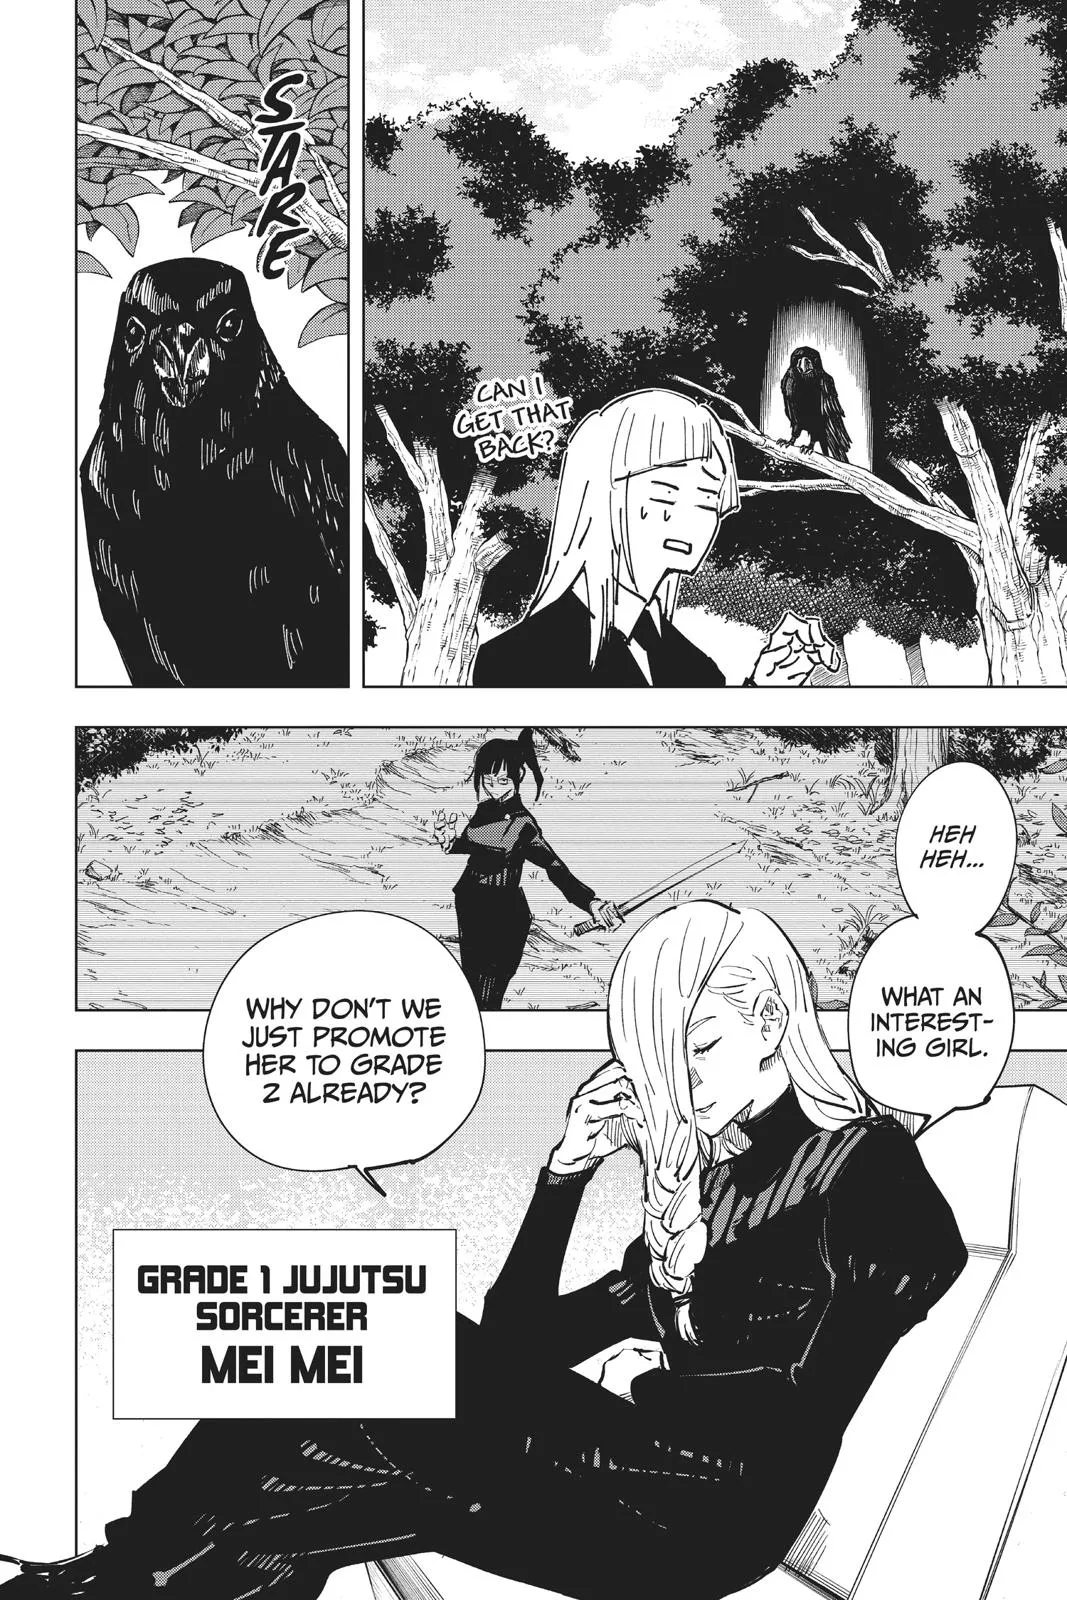 CAN I
GET THAT
BACK?
STARE
HEH
HEH...
WHAT AN
INTEREST-
ING GIRL.
WHY DON'T WE
JUST PROMOTE
HER TO GRADE
2 ALREADY?
GRADE 1 JUJUTSU
SORCERER
MEI MEI